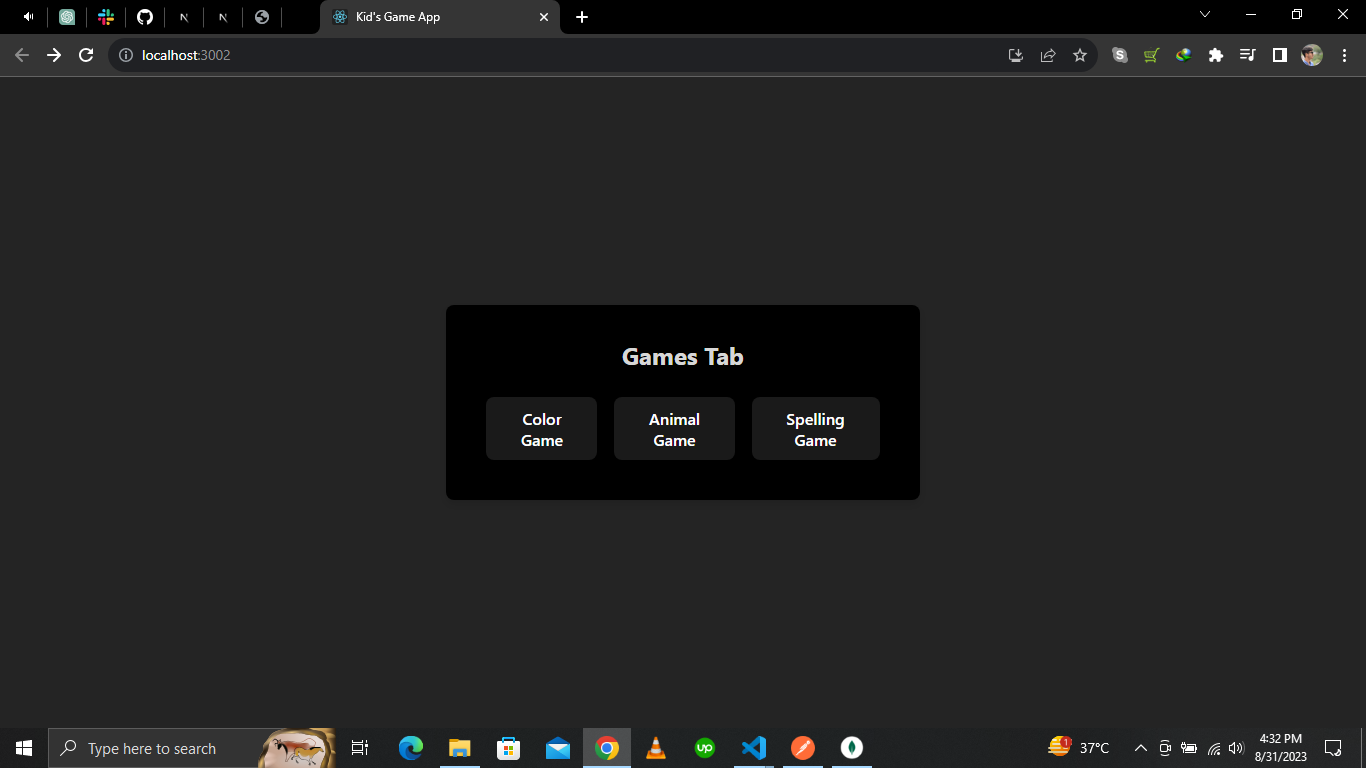 Kid's Game App
localhost:3002
Games Tab
Color
Game
Animal
Game
Spelling
Game
Type here to search
37°C
4:32 PM
8/31/2023